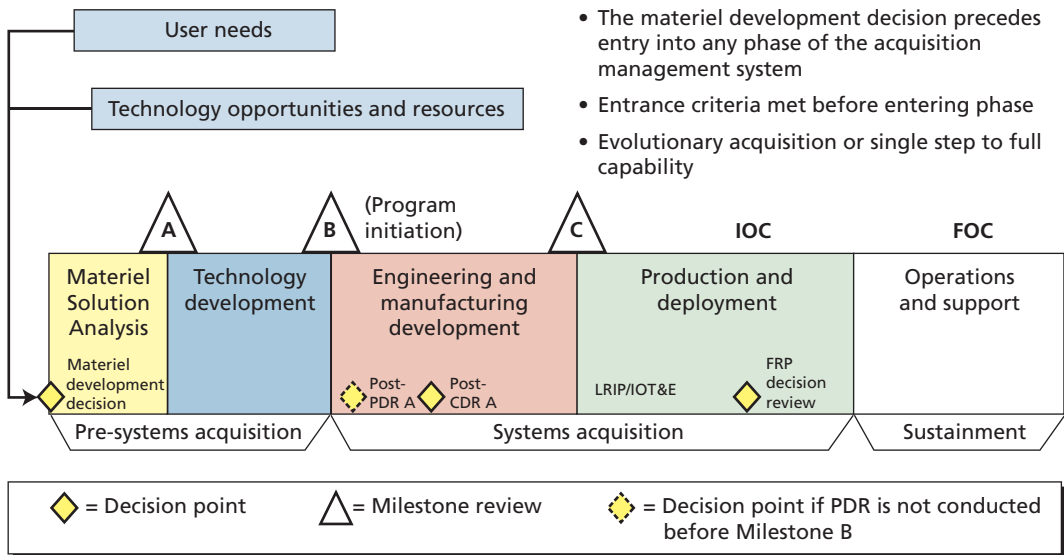 User needs
Technology opportunities and resources
• The materiel development decision precedes
entry into any phase of the acquisition
management system
• Entrance criteria met before entering phase
• Evolutionary acquisition or single step to full
capability
A
B
(Program
initiation)
C
IOC
FOC
Materiel
Solution
Analysis
Technology
development
Engineering and
manufacturing
development
Production and
deployment
Operations
and support
Materiel
development
decision
Post-
PDR A
Post-
CDR A
LRIP/IOT&E
FRP
decision
review
Pre-systems acquisition
Systems acquisition
Sustainment
= Decision point
= Milestone review
= Decision point if PDR is not conducted
before Milestone B